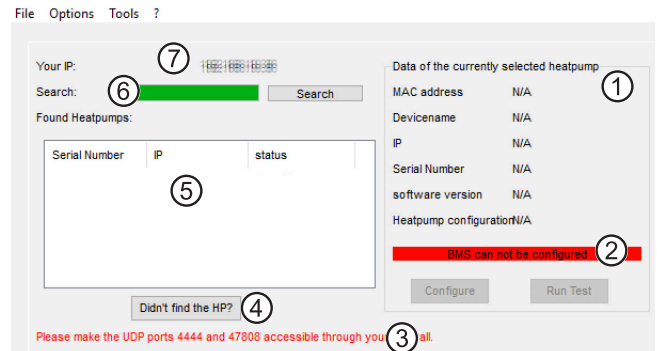 File Options Tools ?
Your IP: 7
Data of the currently selected heatpump
1
Search: 6 Search
MAC address N/A
Found Heatpumps:
Devicename N/A
IP N/A
Serial Number IP status
Serial Number N/A
5
software version N/A
Heatpump configuration N/A
BMS can not be configured 2
Configure Run Test
Didn't find the HP? 4
Please make the UDP ports 4444 and 47808 accessible through 3